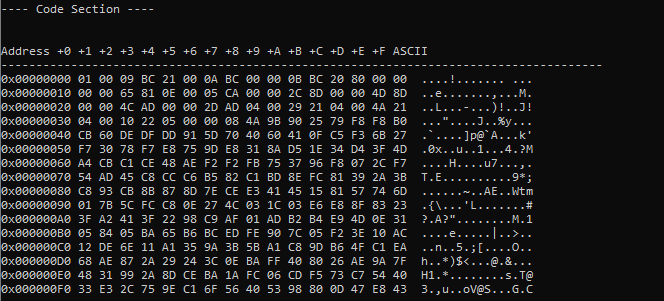 ---- Code Section ----
Address +0 +1 +2 +3 +4 +5 +6 +7 +8 +9 +A +B +C +D +E +F ASCII
---------------------------------------------------------------------------
0x00000000 01 00 09 BC 21 00 0A BC 00 00 0B BC 20 80 00 00 ....!....... ...
0x00000010 00 00 65 81 0E 00 05 CA 00 00 2C 8D 00 00 4D 8D ..e.......,...M.
0x00000020 00 00 4C AD 00 00 2D AD 04 00 29 21 04 00 4A 21 ..L...-...)!..J!
0x00000030 04 00 10 22 05 00 00 08 4A 9B 90 25 79 F8 F8 B0 ..."....J..%y...
0x00000040 CB 60 DE DF DD 91 5D 70 40 60 41 0F C5 F3 6B 27 .`....]p@`A...k'
0x00000050 F7 30 78 F7 E8 75 9D E8 31 8A D5 1E 34 D4 3F 4D .0x..u..1...4.?M
0x00000060 A4 CB C1 CE 48 AE F2 F2 FB 75 37 96 F8 07 2C F7 ....H....u7...,.
0x00000070 54 AD 45 C8 CC C6 B5 82 C1 BD 8E FC 81 39 2A 3B T.E..........9*;
0x00000080 C8 93 CB 8B 87 8D 7E CE E3 41 45 15 81 57 74 6D ......~..AE..Wtm
0x00000090 01 7B 5C FC C8 0E 27 4C 03 1C 03 E6 E8 8F 83 23 .{\...'L.......#
0x000000A0 3F A2 41 3F 22 98 C9 AF 01 AD B2 B4 E9 4D 0E 31 ?.A?"........M.1
0x000000B0 05 84 05 BA 65 B6 BC ED FE 90 7C 05 F2 3E 10 AC ....e.....|..>..
0x000000C0 12 DE 6E 11 A1 35 9A 3B 5B A1 C8 9D B6 4F C1 EA ..n..5.;[....O..
0x000000D0 68 AE 87 2A 29 24 3C 0E BA FF 40 80 26 AE 9A 7F h..*)$<...@.&...
0x000000E0 48 31 99 2A 8D CE BA 1A FC 06 CD F5 73 C7 54 40 H1.*........s.T@
0x000000F0 33 E3 2C 75 9E C1 6F 56 40 53 98 80 0D 47 E8 43 3.,u..oV@S...G.C